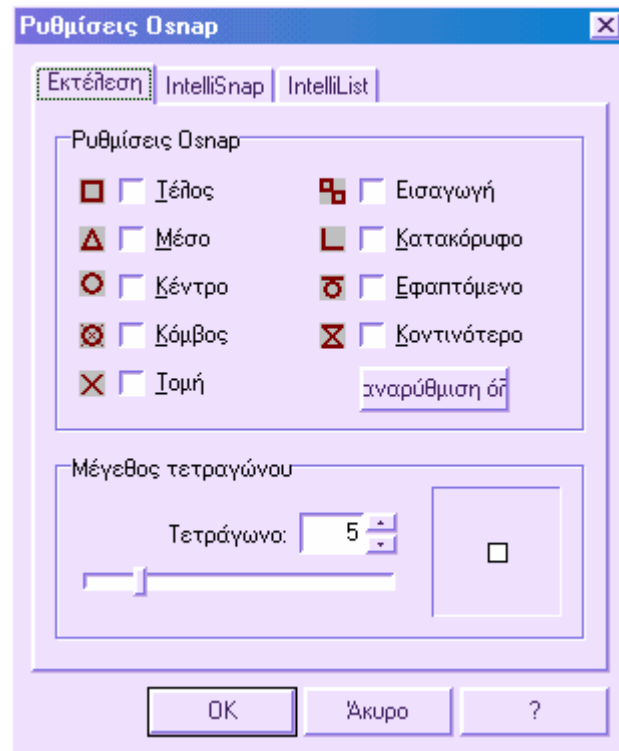 Ρυθμίσεις Osnap
Εκτέλεση IntelliSnap IntelliList
Ρυθμίσεις Osnap
Τέλος Εισαγωγή
Μέσο Κατακόρυφο
Κέντρο Εφαπτόμενο
Κόμβος Κοντινότερο
Τομή
Μέγεθος τετραγώνου
Τετράγωνο: 5
OK Άκυρο ?